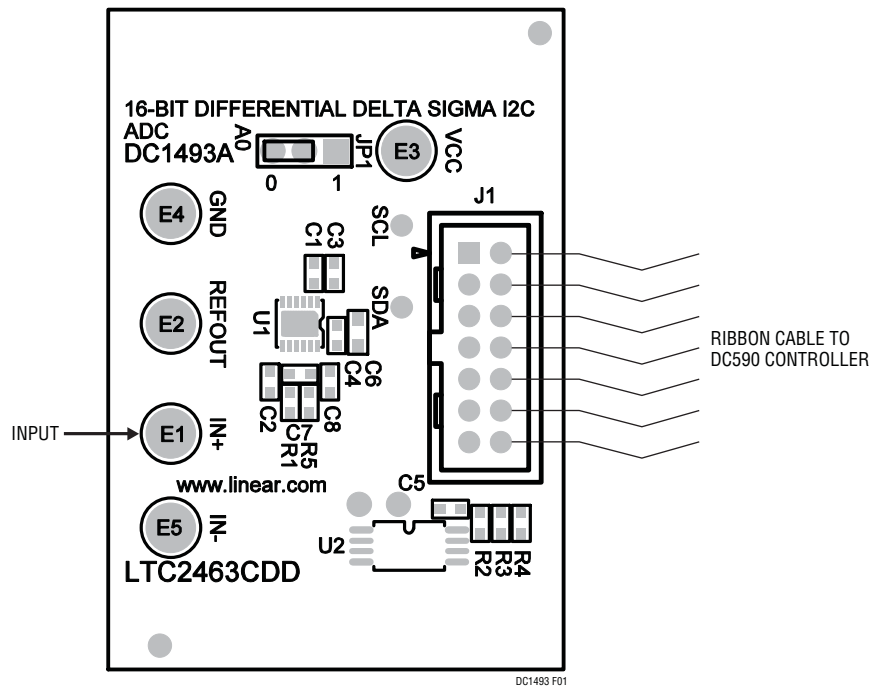 16-BIT DIFFERENTIAL DELTA SIGMA I2C
ADC
DC1493A
A0
0
1
JP1
E3
VCC
J1
E4
GND
SCL
C1
C3
E2
REFOUT
U1
SDA
C4
C6
RIBBON CABLE TO
DC590 CONTROLLER
INPUT
E1
IN+
C2
C7
R1
R5
C8
www.linear.com
C5
E5
IN-
U2
R2
R3
R4
LTC2463CDD
DC1493 F01